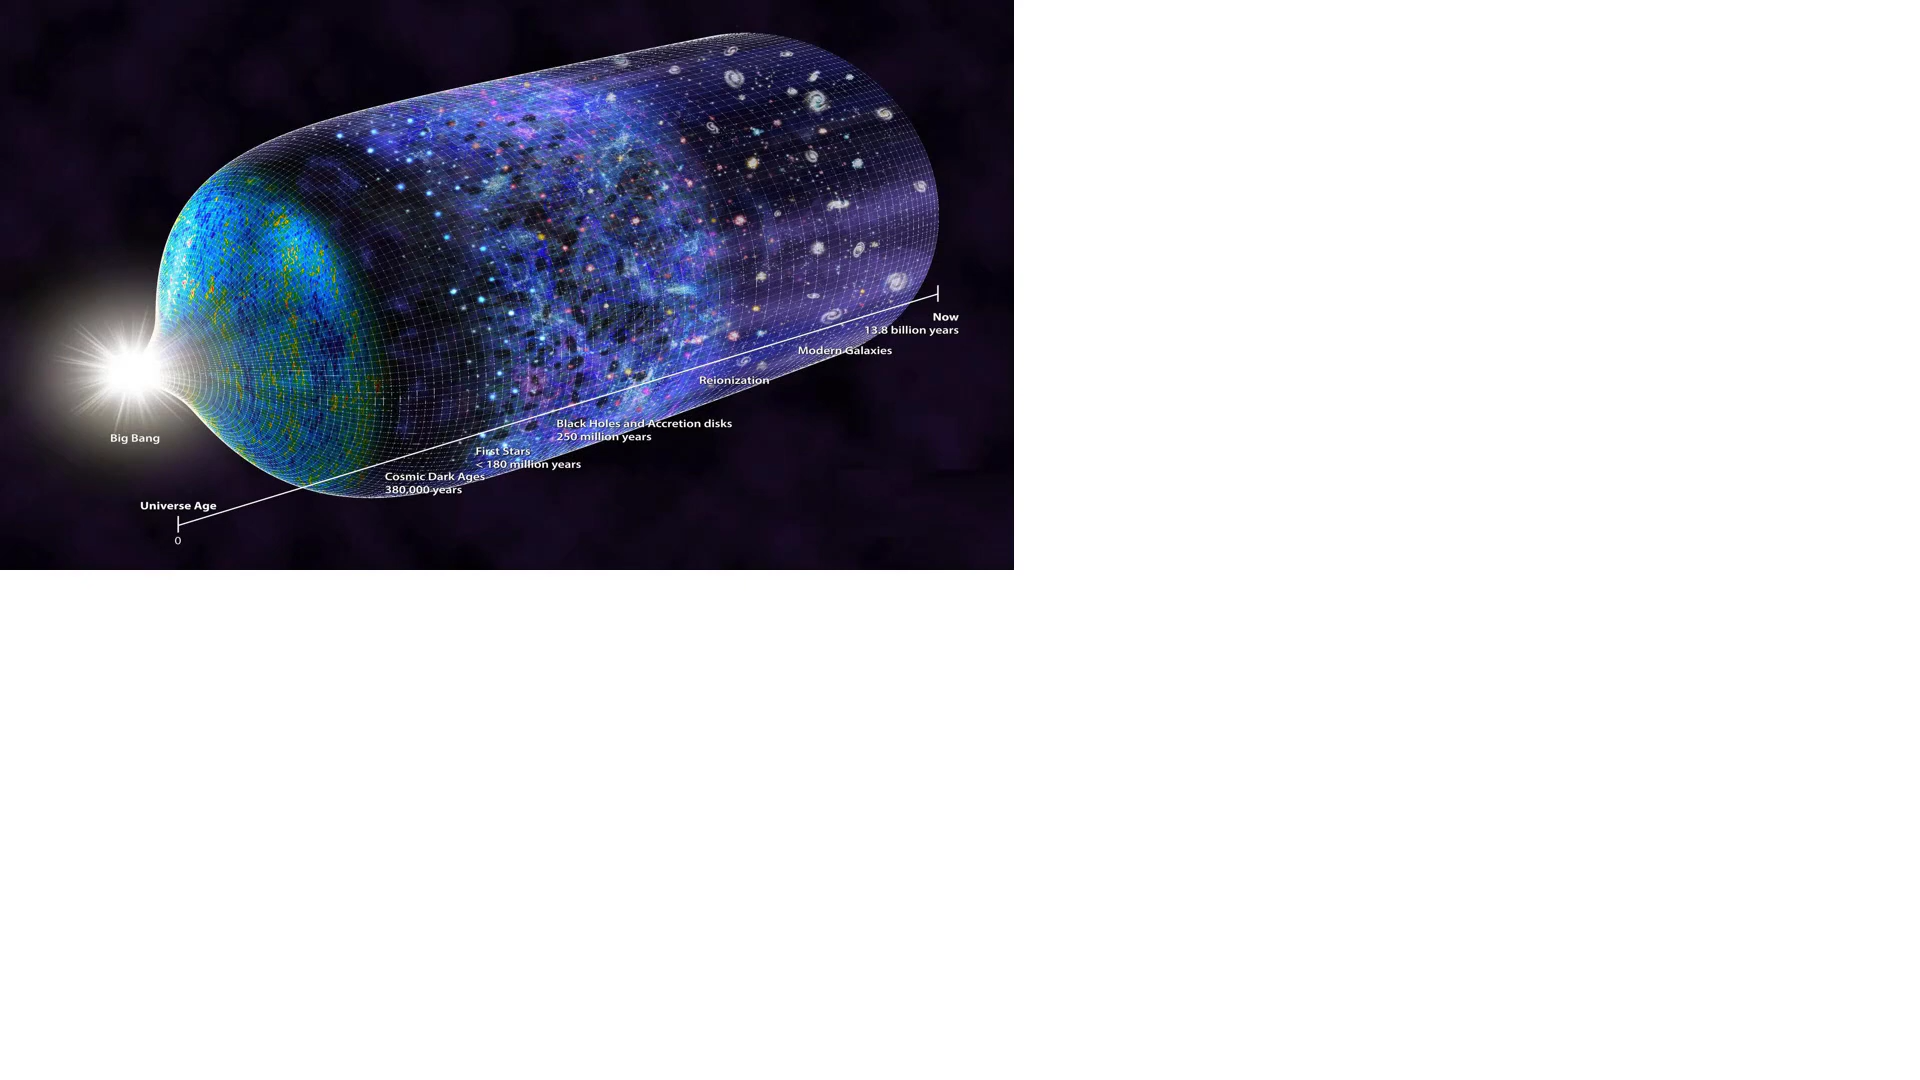 Big Bang
Universe Age
0
Cosmic Dark Ages
380,000 years
First Stars
< 180 million years
Black Holes and Accretion disks
250 million years
Reionization
Modern Galaxies
Now
13.8 billion years